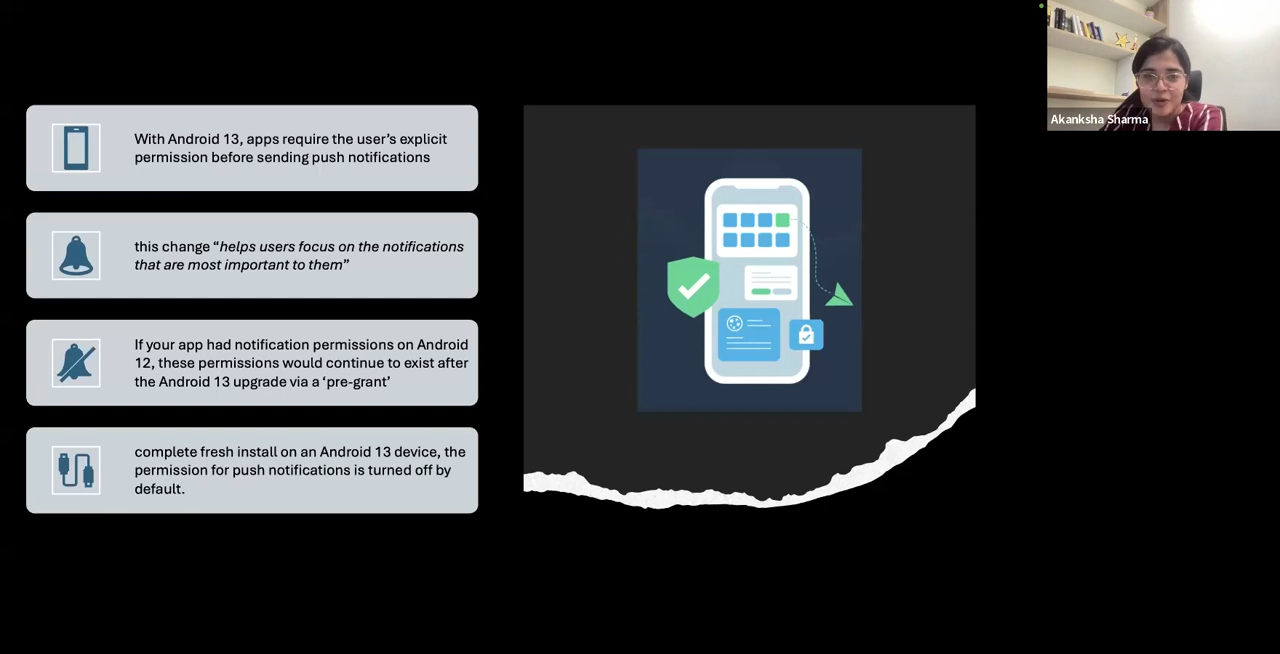 With Android 13, apps require the user’s explicit
permission before sending push notifications
this change “helps users focus on the notifications
that are most important to them”
If your app had notification permissions on Android
12, these permissions would continue to exist after
the Android 13 upgrade via a ‘pre-grant’
complete fresh install on an Android 13 device, the
permission for push notifications is turned off by
default.
Akanksha Sharma